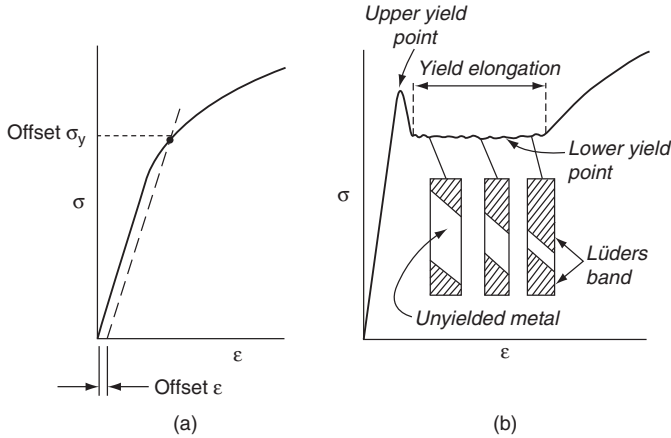 Offset σy
σ
ε
Offset ε
(a)
Upper yield
point
Yield elongation
Lower yield
point
σ
Lüders
band
Unyielded metal
ε
(b)